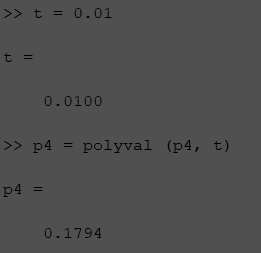 >> t = 0.01
t =
0.0100
>> p4 = polyval (p4, t)
p4 =
0.1794